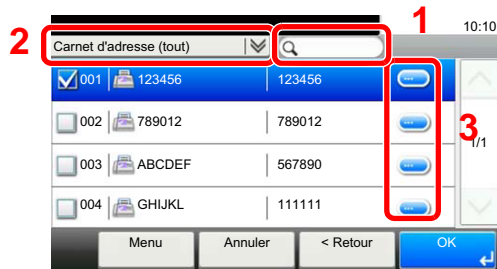 1 10:10
2 Carnet d'adresse (tout)
001 123456 123456
002 789012 789012
3
1/1
003 ABCDEF 567890
004 GHIJKL 111111
Menu Annuler < Retour OK